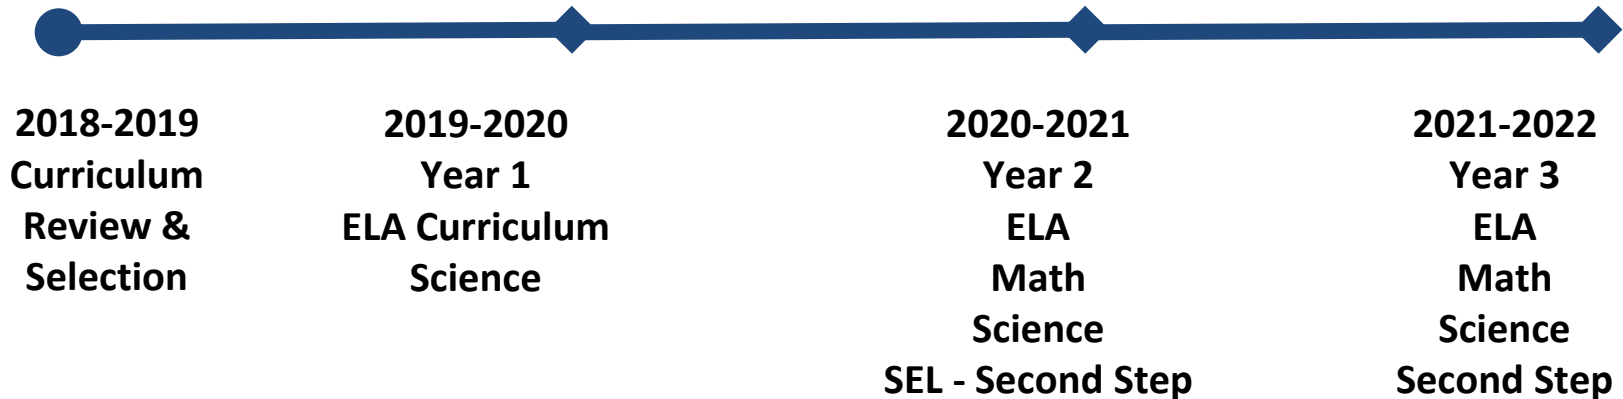 2018-2019
Curriculum
Review &
Selection
2019-2020
Year 1
ELA Curriculum
Science
2020-2021
Year 2
ELA
Math
Science
SEL - Second Step
2021-2022
Year 3
ELA
Math
Science
Second Step